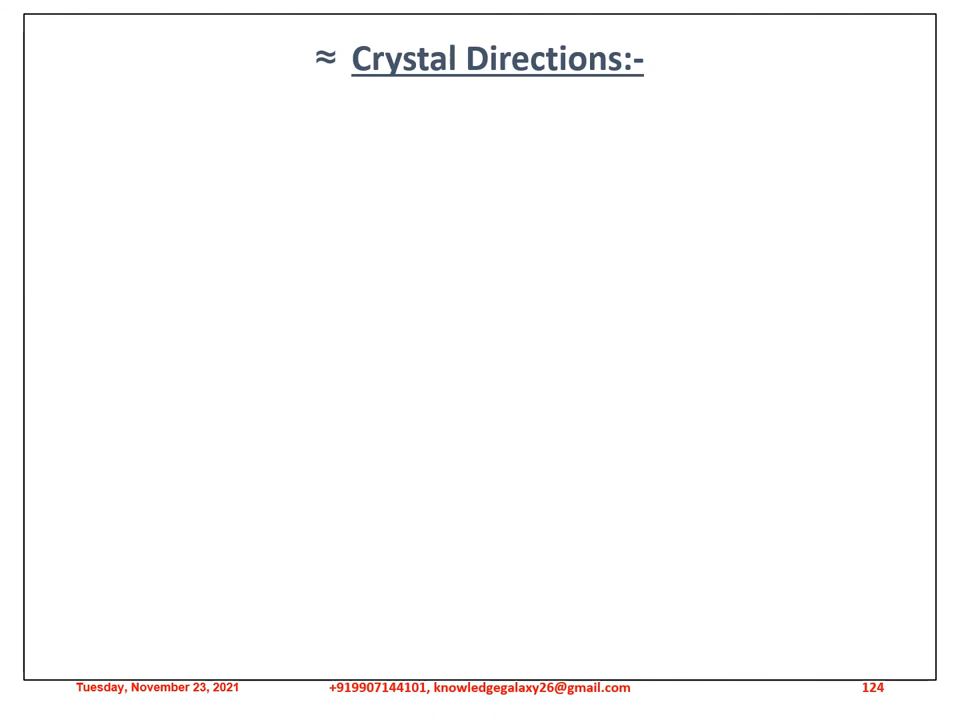 ≈ Crystal Directions:-
Tuesday, November 23, 2021 +919907144101, knowledgegalaxy26@gmail.com 124